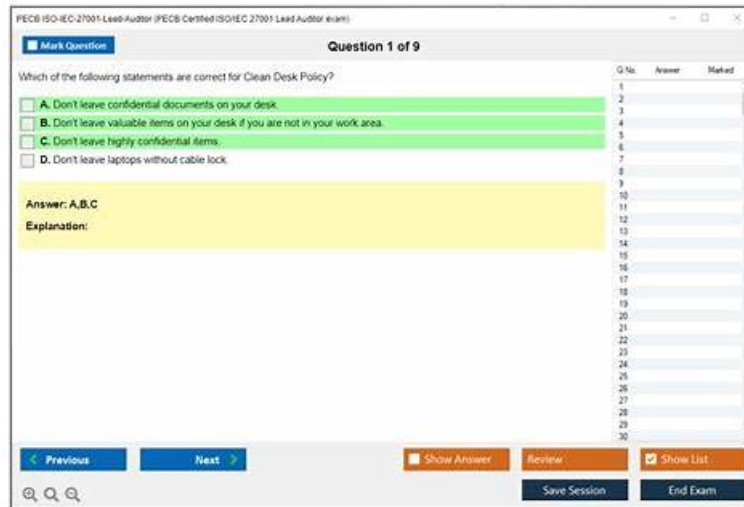 PECB ISO-IEC-27001-Lead-Auditor (PECB Certified ISO/IEC 27001 Lead Auditor exam)
Mark Question
Question 1 of 9
Q No. Answer Marked
Which of the following statements are correct for Clean Desk Policy?
A. Don't leave confidential documents on your desk.
B. Don't leave valuable items on your desk if you are not in your work area.
C. Don't leave highly confidential items.
D. Don't leave laptops without cable lock.
Answer: A,B,C
Explanation:
1
2
3
4
5
6
7
8
9
10
11
12
13
14
15
16
17
18
19
20
21
22
23
24
25
26
27
28
29
30
Previous
Next
Show Answer
Review
Show List
Save Session
End Exam